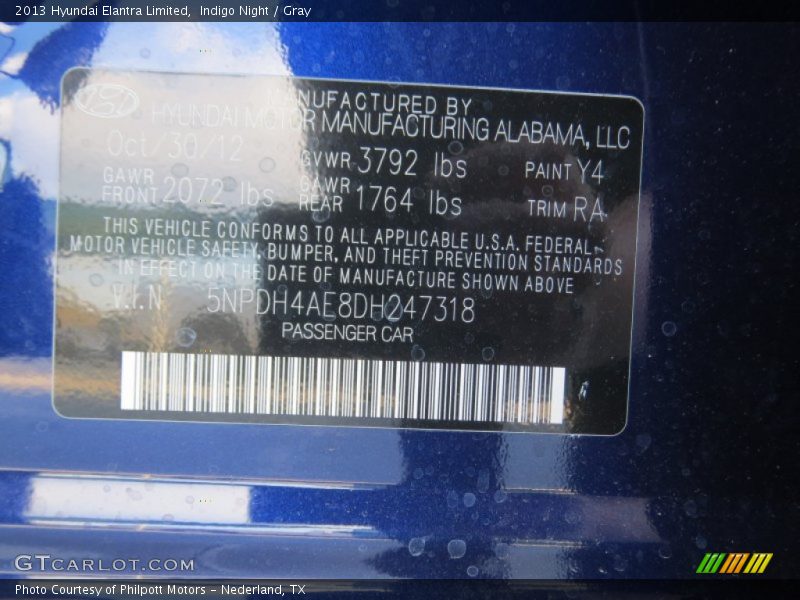 2013 Hyundai Elantra Limited, Indigo Night / Gray
MANUFACTURED BY
HYUNDAI MOTOR MANUFACTURING ALABAMA, LLC
Oct/30/12 GVWR 3792 lbs PAINT Y4
GAWR FRONT 2072 lbs GAWR REAR 1764 lbs TRIM RA
THIS VEHICLE CONFORMS TO ALL APPLICABLE U.S.A. FEDERAL
MOTOR VEHICLE SAFETY, BUMPER, AND THEFT PREVENTION STANDARDS
IN EFFECT ON THE DATE OF MANUFACTURE SHOWN ABOVE
V.I.N 5NPDH4AE8DH247318
PASSENGER CAR
GTCARLOT.COM
Photo Courtesy of Philpott Motors - Nederland, TX